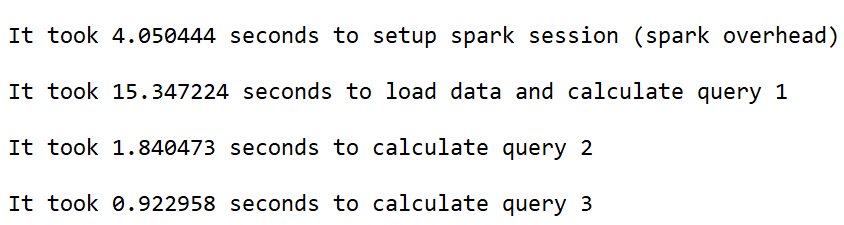 It took 4.050444 seconds to setup spark session (spark overhead)
It took 15.347224 seconds to load data and calculate query 1
It took 1.840473 seconds to calculate query 2
It took 0.922958 seconds to calculate query 3